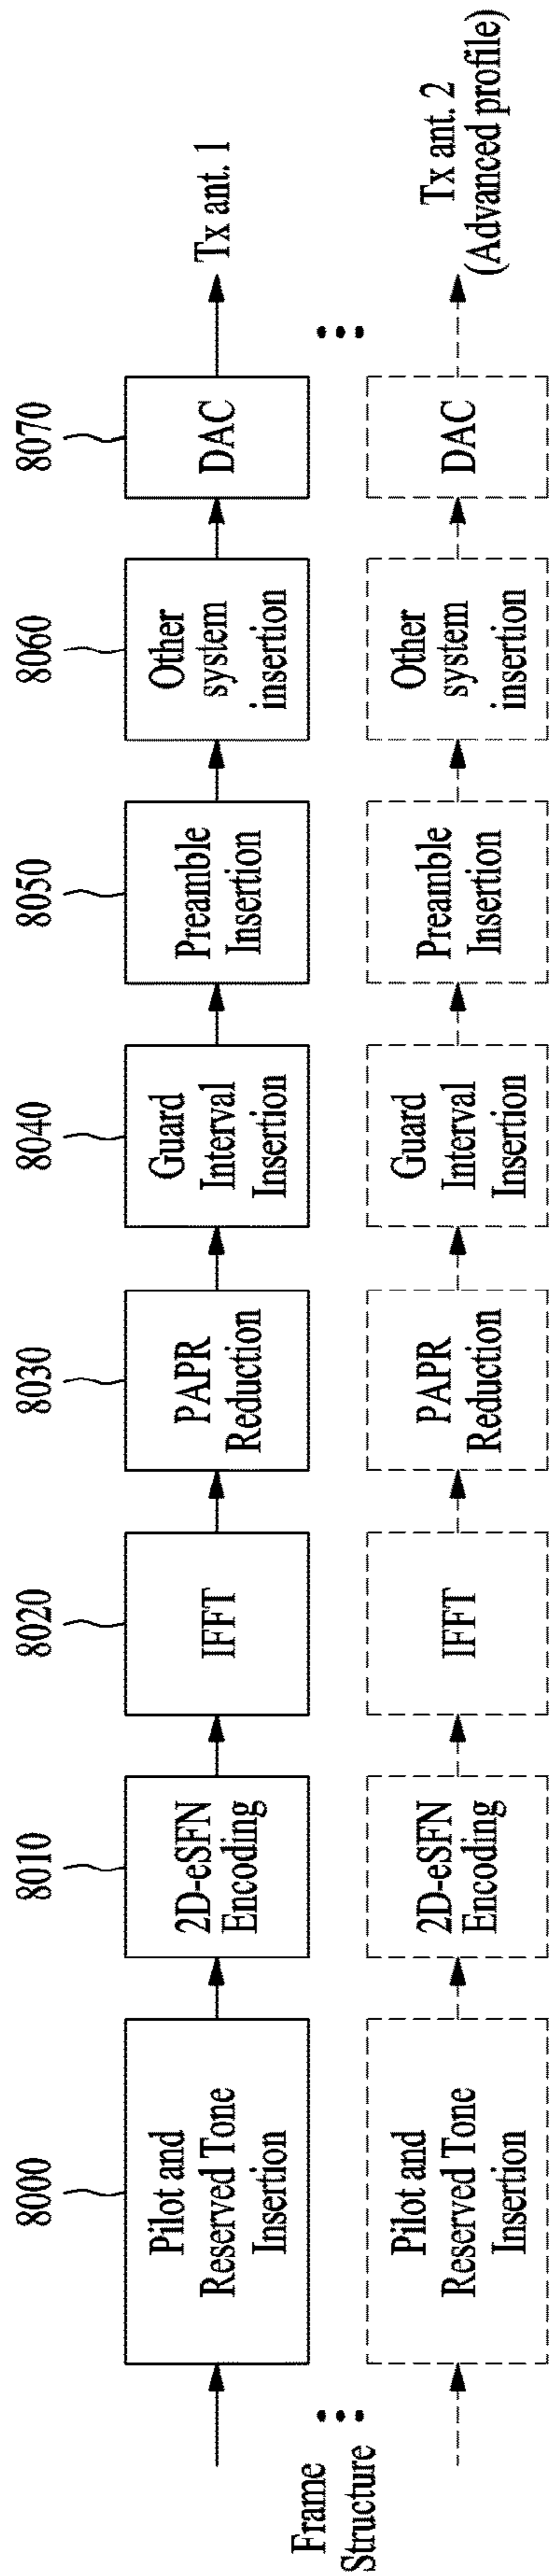 8000
8010
8020
8030
8040
8050
8060
8070
Frame
Structure
Pilot and
Reserved Tone
Insertion
2D-eSFN
Encoding
IFFT
PAPR
Reduction
Guard
Interval
Insertion
Preamble
Insertion
Other
system
insertion
DAC
Tx ant. 1
Pilot and
Reserved Tone
Insertion
2D-eSFN
Encoding
IFFT
PAPR
Reduction
Guard
Interval
Insertion
Preamble
Insertion
Other
system
insertion
DAC
Tx ant. 2
(Advanced profile)